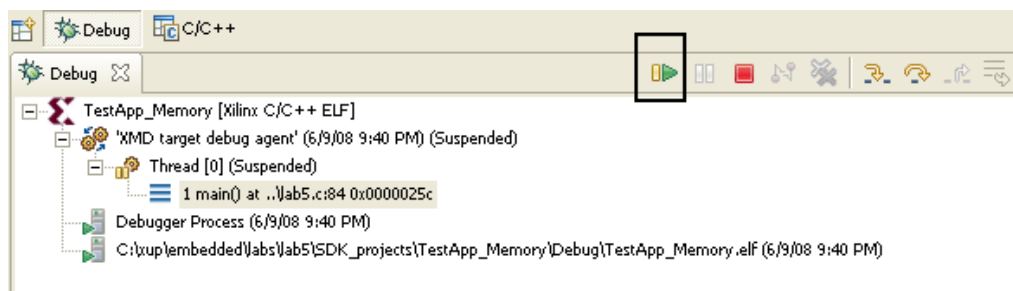 Debug C/C++
Debug
TestApp_Memory [Xilinx C/C++ ELF]
'XMD target debug agent' (6/9/08 9:40 PM) (Suspended)
Thread [0] (Suspended)
1 main() at ..\lab5.c:84 0x0000025c
Debugger Process (6/9/08 9:40 PM)
C:\xup\embedded\labs\lab5\SDK_projects\TestApp_Memory\Debug\TestApp_Memory.elf (6/9/08 9:40 PM)